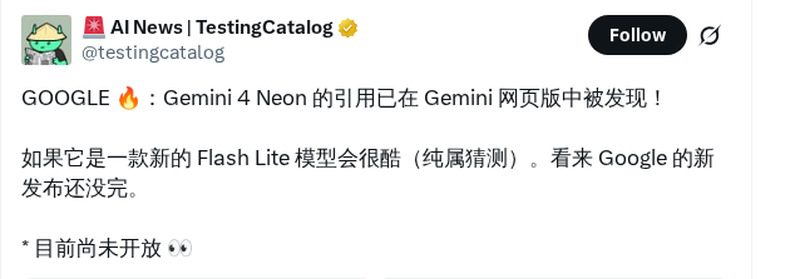 🚨 AI News | TestingCatalog
@testingcatalog
Follow
GOOGLE 🔥：Gemini 4 Neon 的引用已在 Gemini 网页版中被发现！
如果它是一款新的 Flash Lite 模型会很酷（纯属猜测）。看来 Google 的新
发布还没完。
* 目前尚未开放 👀